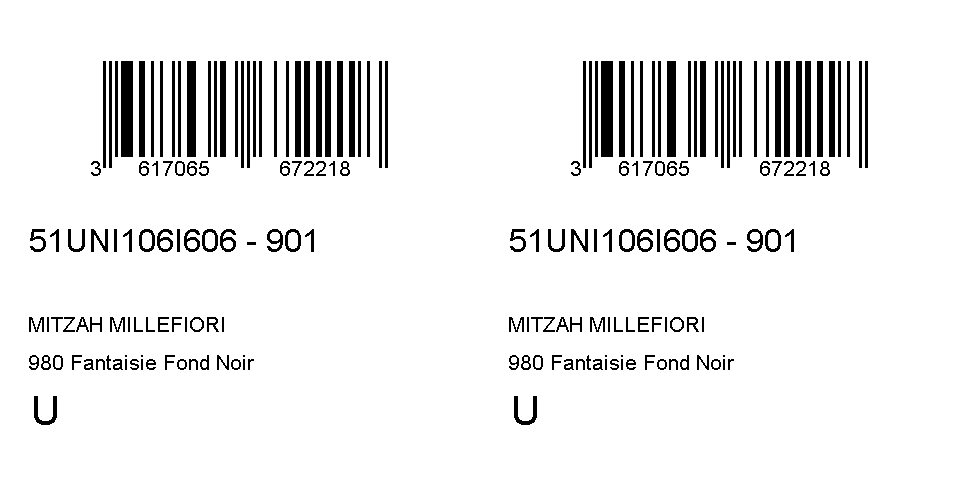 3 617065 672218
51UNI106I606 - 901
MITZAH MILLEFIORI
980 Fantaisie Fond Noir
U
3 617065 672218
51UNI106I606 - 901
MITZAH MILLEFIORI
980 Fantaisie Fond Noir
U